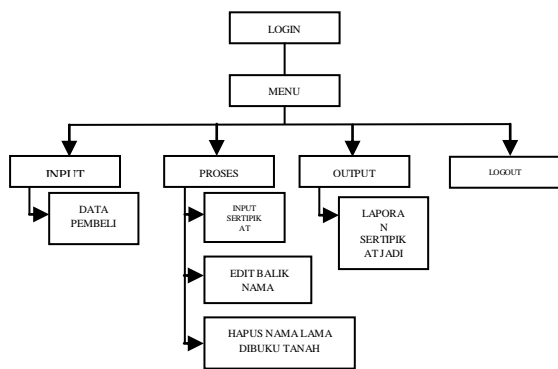 LOGIN
MENU
INPUT
PROSES
OUTPUT
LOGOUT
DATA
PEMBELI
INPUT
SERTIPIK
AT
LAPORA
N
SERTIPIK
AT JADI
EDIT BALIK
NAMA
HAPUS NAMA LAMA
DIBUKU TANAH